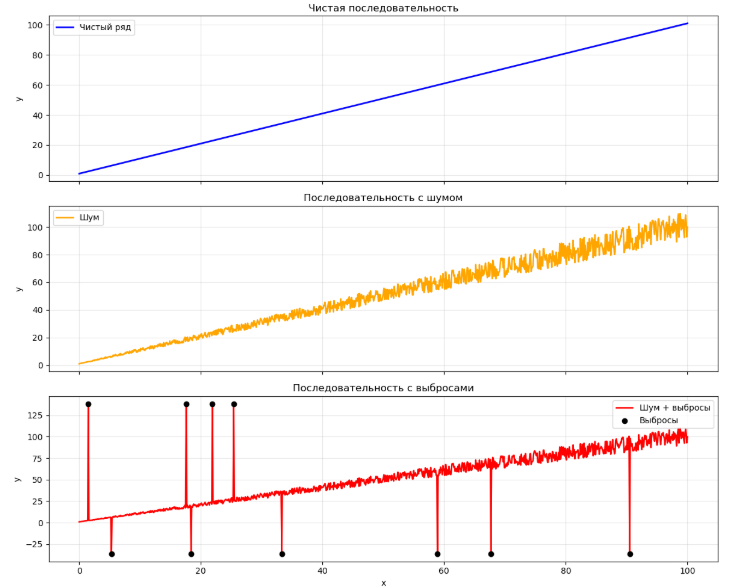 Чистая последовательность
Чистый ряд
100
80
60
40
20
0
y
Последовательность с шумом
Шум
100
80
60
40
20
0
y
Последовательность с выбросами
Шум + выбросы
Выбросы
125
100
75
50
25
0
−25
y
0 20 40 60 80 100
x